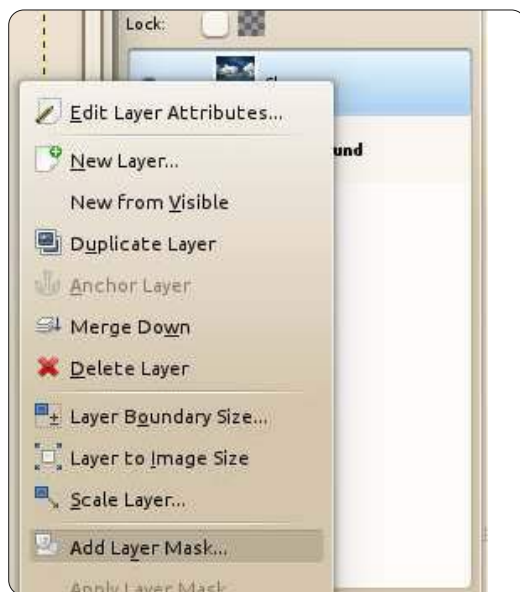 Lock:
Edit Layer Attributes...
und
New Layer...
New from Visible
Duplicate Layer
Anchor Layer
Merge Down
Delete Layer
Layer Boundary Size...
Layer to Image Size
Scale Layer...
Add Layer Mask...
Apply Layer Mask